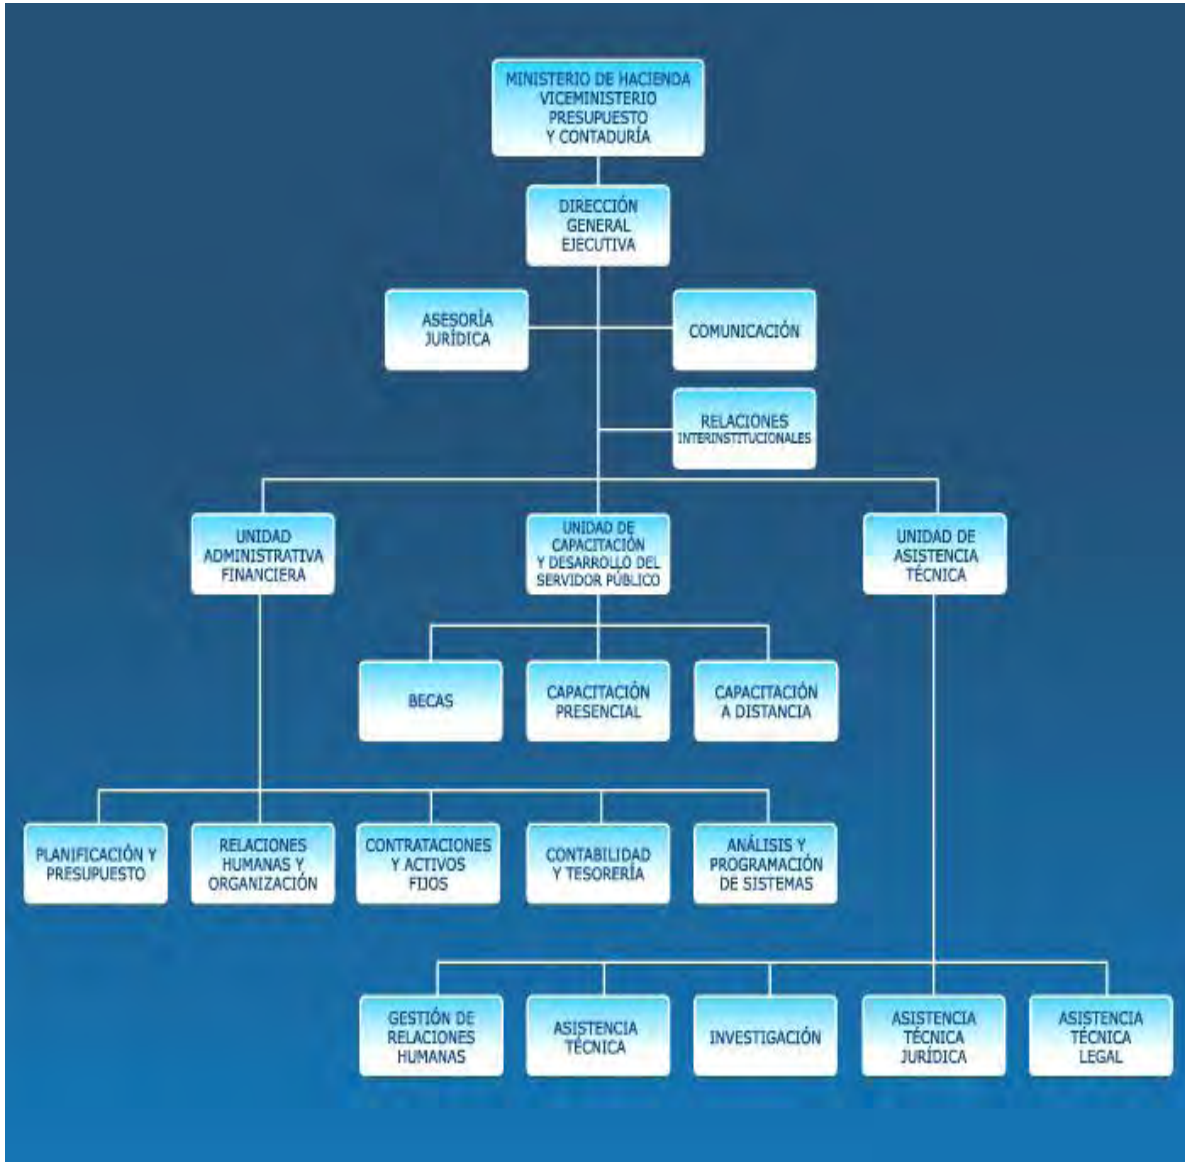 MINISTERIO DE HACIENDA
VICEMINISTERIO
PRESUPUESTO
Y CONTADURÍA
DIRECCIÓN
GENERAL
EJECUTIVA
ASESORÍA
JURÍDICA
COMUNICACIÓN
RELACIONES
INTERINSTITUCIONALES
UNIDAD
ADMINISTRATIVA
FINANCIERA
UNIDAD DE
CAPACITACIÓN
Y DESARROLLO DEL
SERVIDOR PÚBLICO
UNIDAD DE
ASISTENCIA
TÉCNICA
BECAS
CAPACITACIÓN
PRESENCIAL
CAPACITACIÓN
A DISTANCIA
PLANIFICACIÓN Y
PRESUPUESTO
RELACIONES
HUMANAS Y
ORGANIZACIÓN
CONTRATACIONES
Y ACTIVOS
FIJOS
CONTABILIDAD
Y TESORERÍA
ANÁLISIS Y
PROGRAMACIÓN
DE SISTEMAS
GESTIÓN DE
RELACIONES
HUMANAS
ASISTENCIA
TÉCNICA
INVESTIGACIÓN
ASISTENCIA
TÉCNICA
JURÍDICA
ASISTENCIA
TÉCNICA
LEGAL